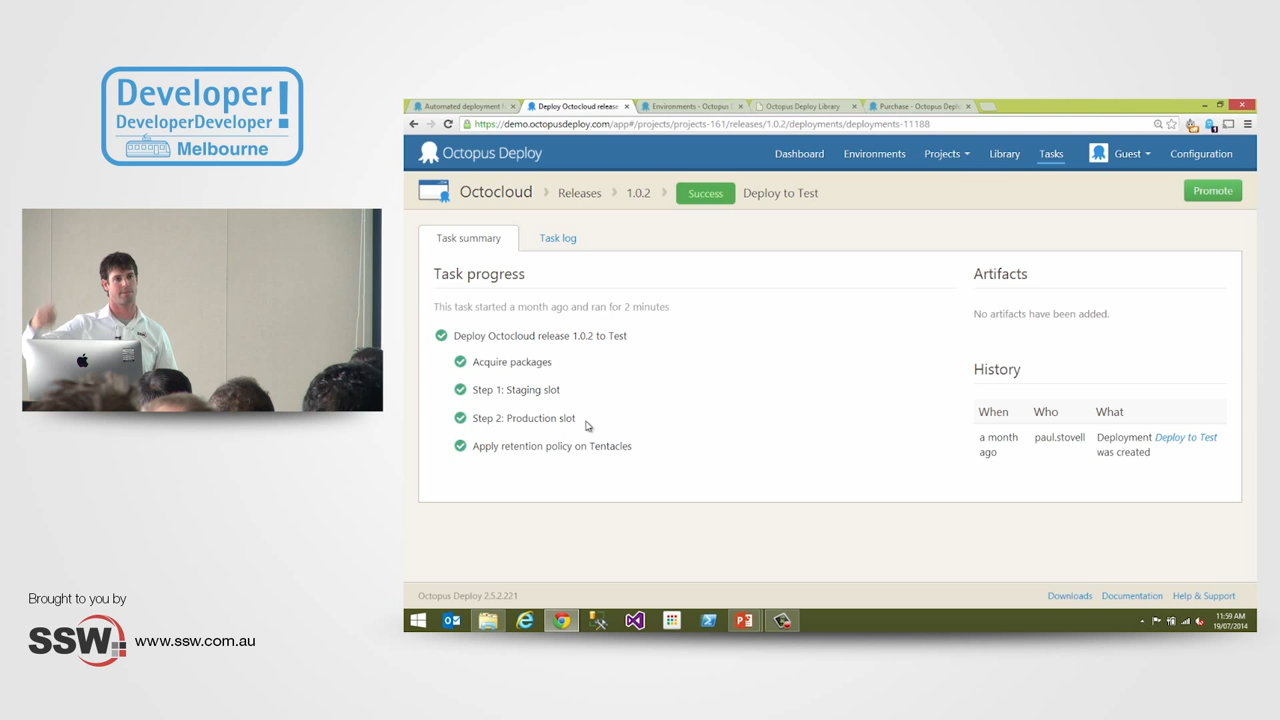 Developer!
DeveloperDeveloper
Melbourne
Brought to you by
SSW
www.ssw.com.au
Automated deployment f
Deploy Octocloud release
Environments - Octopus D
Octopus Deploy Library
Purchase - Octopus Deplo
https://demo.octopusdeploy.com/app#/projects/projects-161/releases/1.0.2/deployments/deployments-11188
Octopus Deploy
Dashboard
Environments
Projects
Library
Tasks
Guest
Configuration
Octocloud
Releases
1.0.2
Success
Deploy to Test
Promote
Task summary
Task log
Task progress
This task started a month ago and ran for 2 minutes
Deploy Octocloud release 1.0.2 to Test
Acquire packages
Step 1: Staging slot
Step 2: Production slot
Apply retention policy on Tentacles
Artifacts
No artifacts have been added.
History
When Who What
a month paul.stovell Deployment Deploy to Test
ago was created
Octopus Deploy 2.5.2.221
Downloads Documentation Help & Support
11:59 AM
19/07/2014